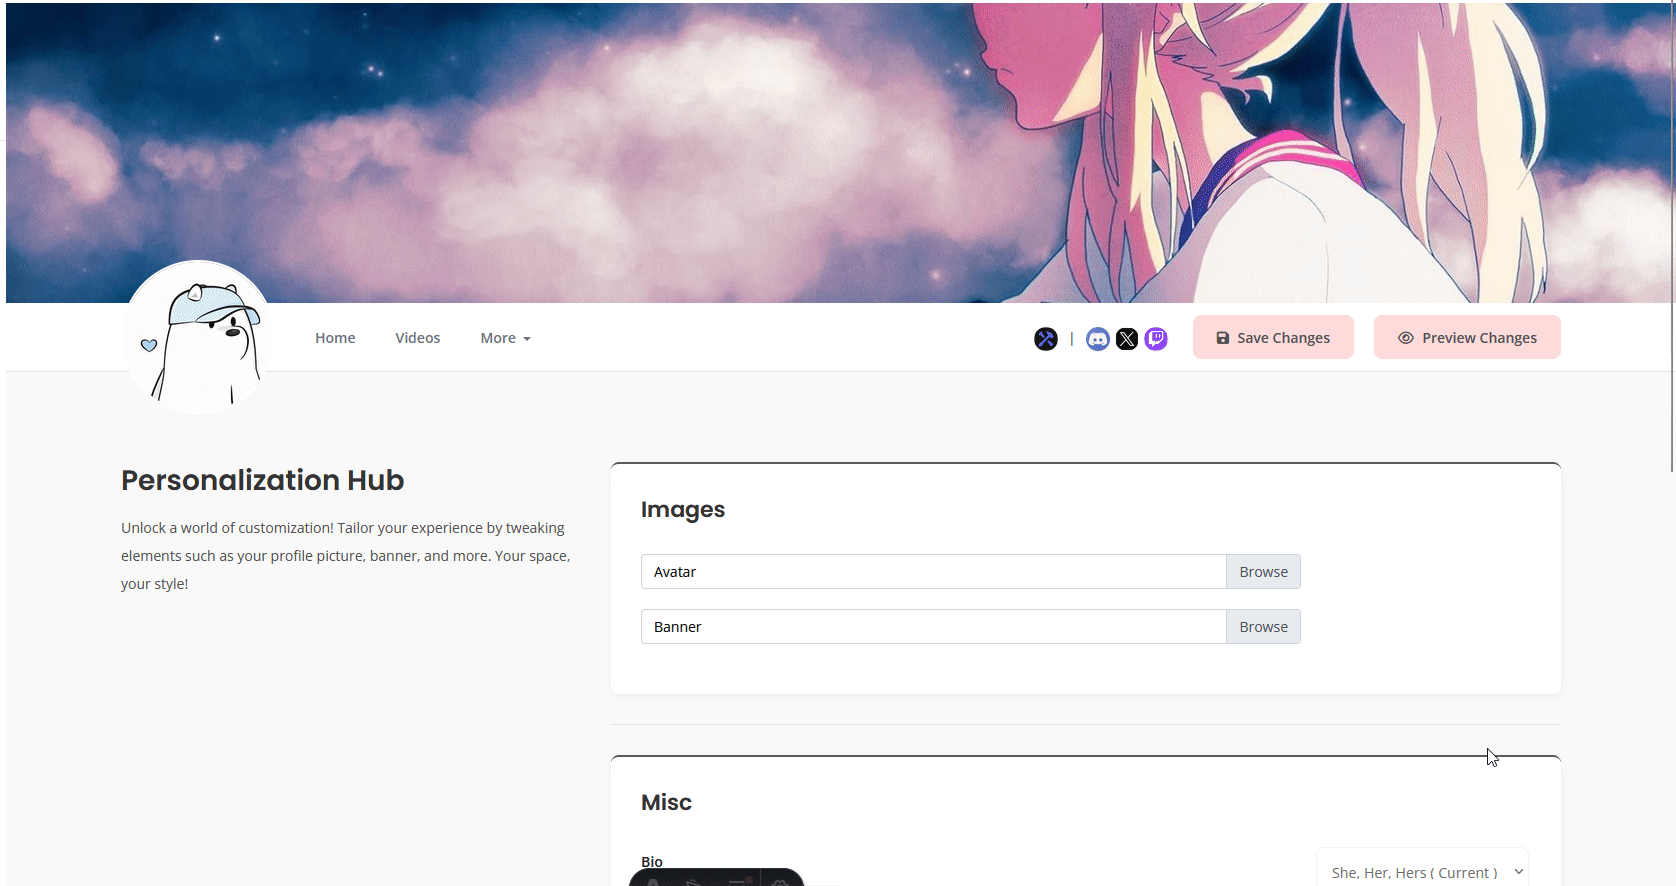 Home
Videos
More
|
Save Changes
Preview Changes
Personalization Hub
Unlock a world of customization! Tailor your experience by tweaking
elements such as your profile picture, banner, and more. Your space,
your style!
Images
Avatar
Browse
Banner
Browse
Misc
Bio
She, Her, Hers ( Current )